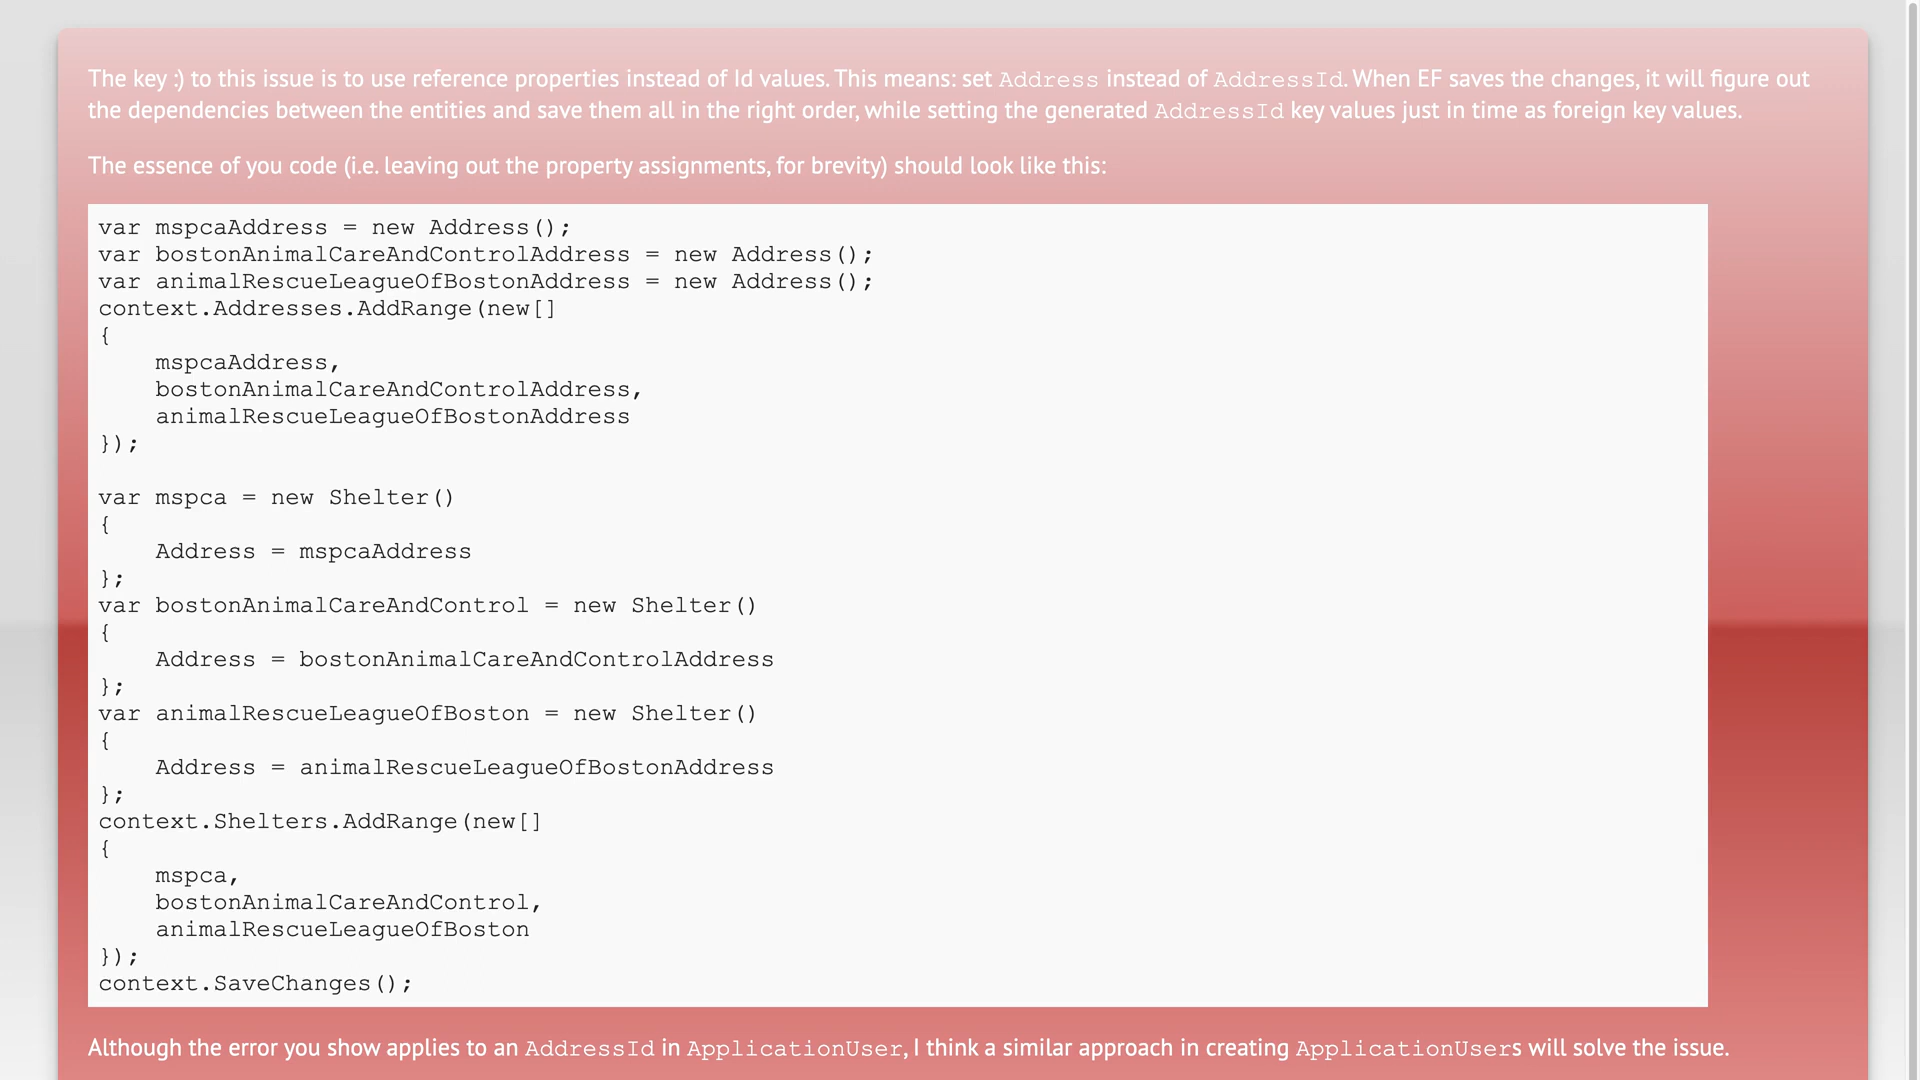 The key :) to this issue is to use reference properties instead of Id values. This means: set Address instead of AddressId. When EF saves the changes, it will figure out
the dependencies between the entities and save them all in the right order, while setting the generated AddressId key values just in time as foreign key values.
The essence of you code (i.e. leaving out the property assignments, for brevity) should look like this:
var mspcaAddress = new Address();
var bostonAnimalCareAndControlAddress = new Address();
var animalRescueLeagueOfBostonAddress = new Address();
context.Addresses.AddRange(new[]
{
    mspcaAddress,
    bostonAnimalCareAndControlAddress,
    animalRescueLeagueOfBostonAddress
});

var mspca = new Shelter()
{
    Address = mspcaAddress
};
var bostonAnimalCareAndControl = new Shelter()
{
    Address = bostonAnimalCareAndControlAddress
};
var animalRescueLeagueOfBoston = new Shelter()
{
    Address = animalRescueLeagueOfBostonAddress
};
context.Shelters.AddRange(new[]
{
    mspca,
    bostonAnimalCareAndControl,
    animalRescueLeagueOfBoston
});
context.SaveChanges();
Although the error you show applies to an AddressId in ApplicationUser, I think a similar approach in creating ApplicationUsers will solve the issue.